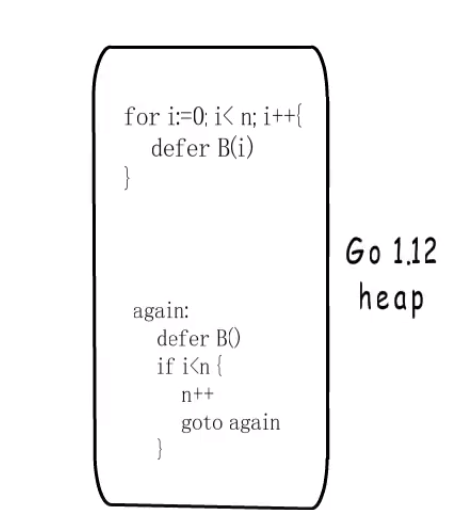 for i:=0; i< n; i++{
defer B(i)
}
again:
defer B()
if i<n {
n++
goto again
}
Go 1.12
heap